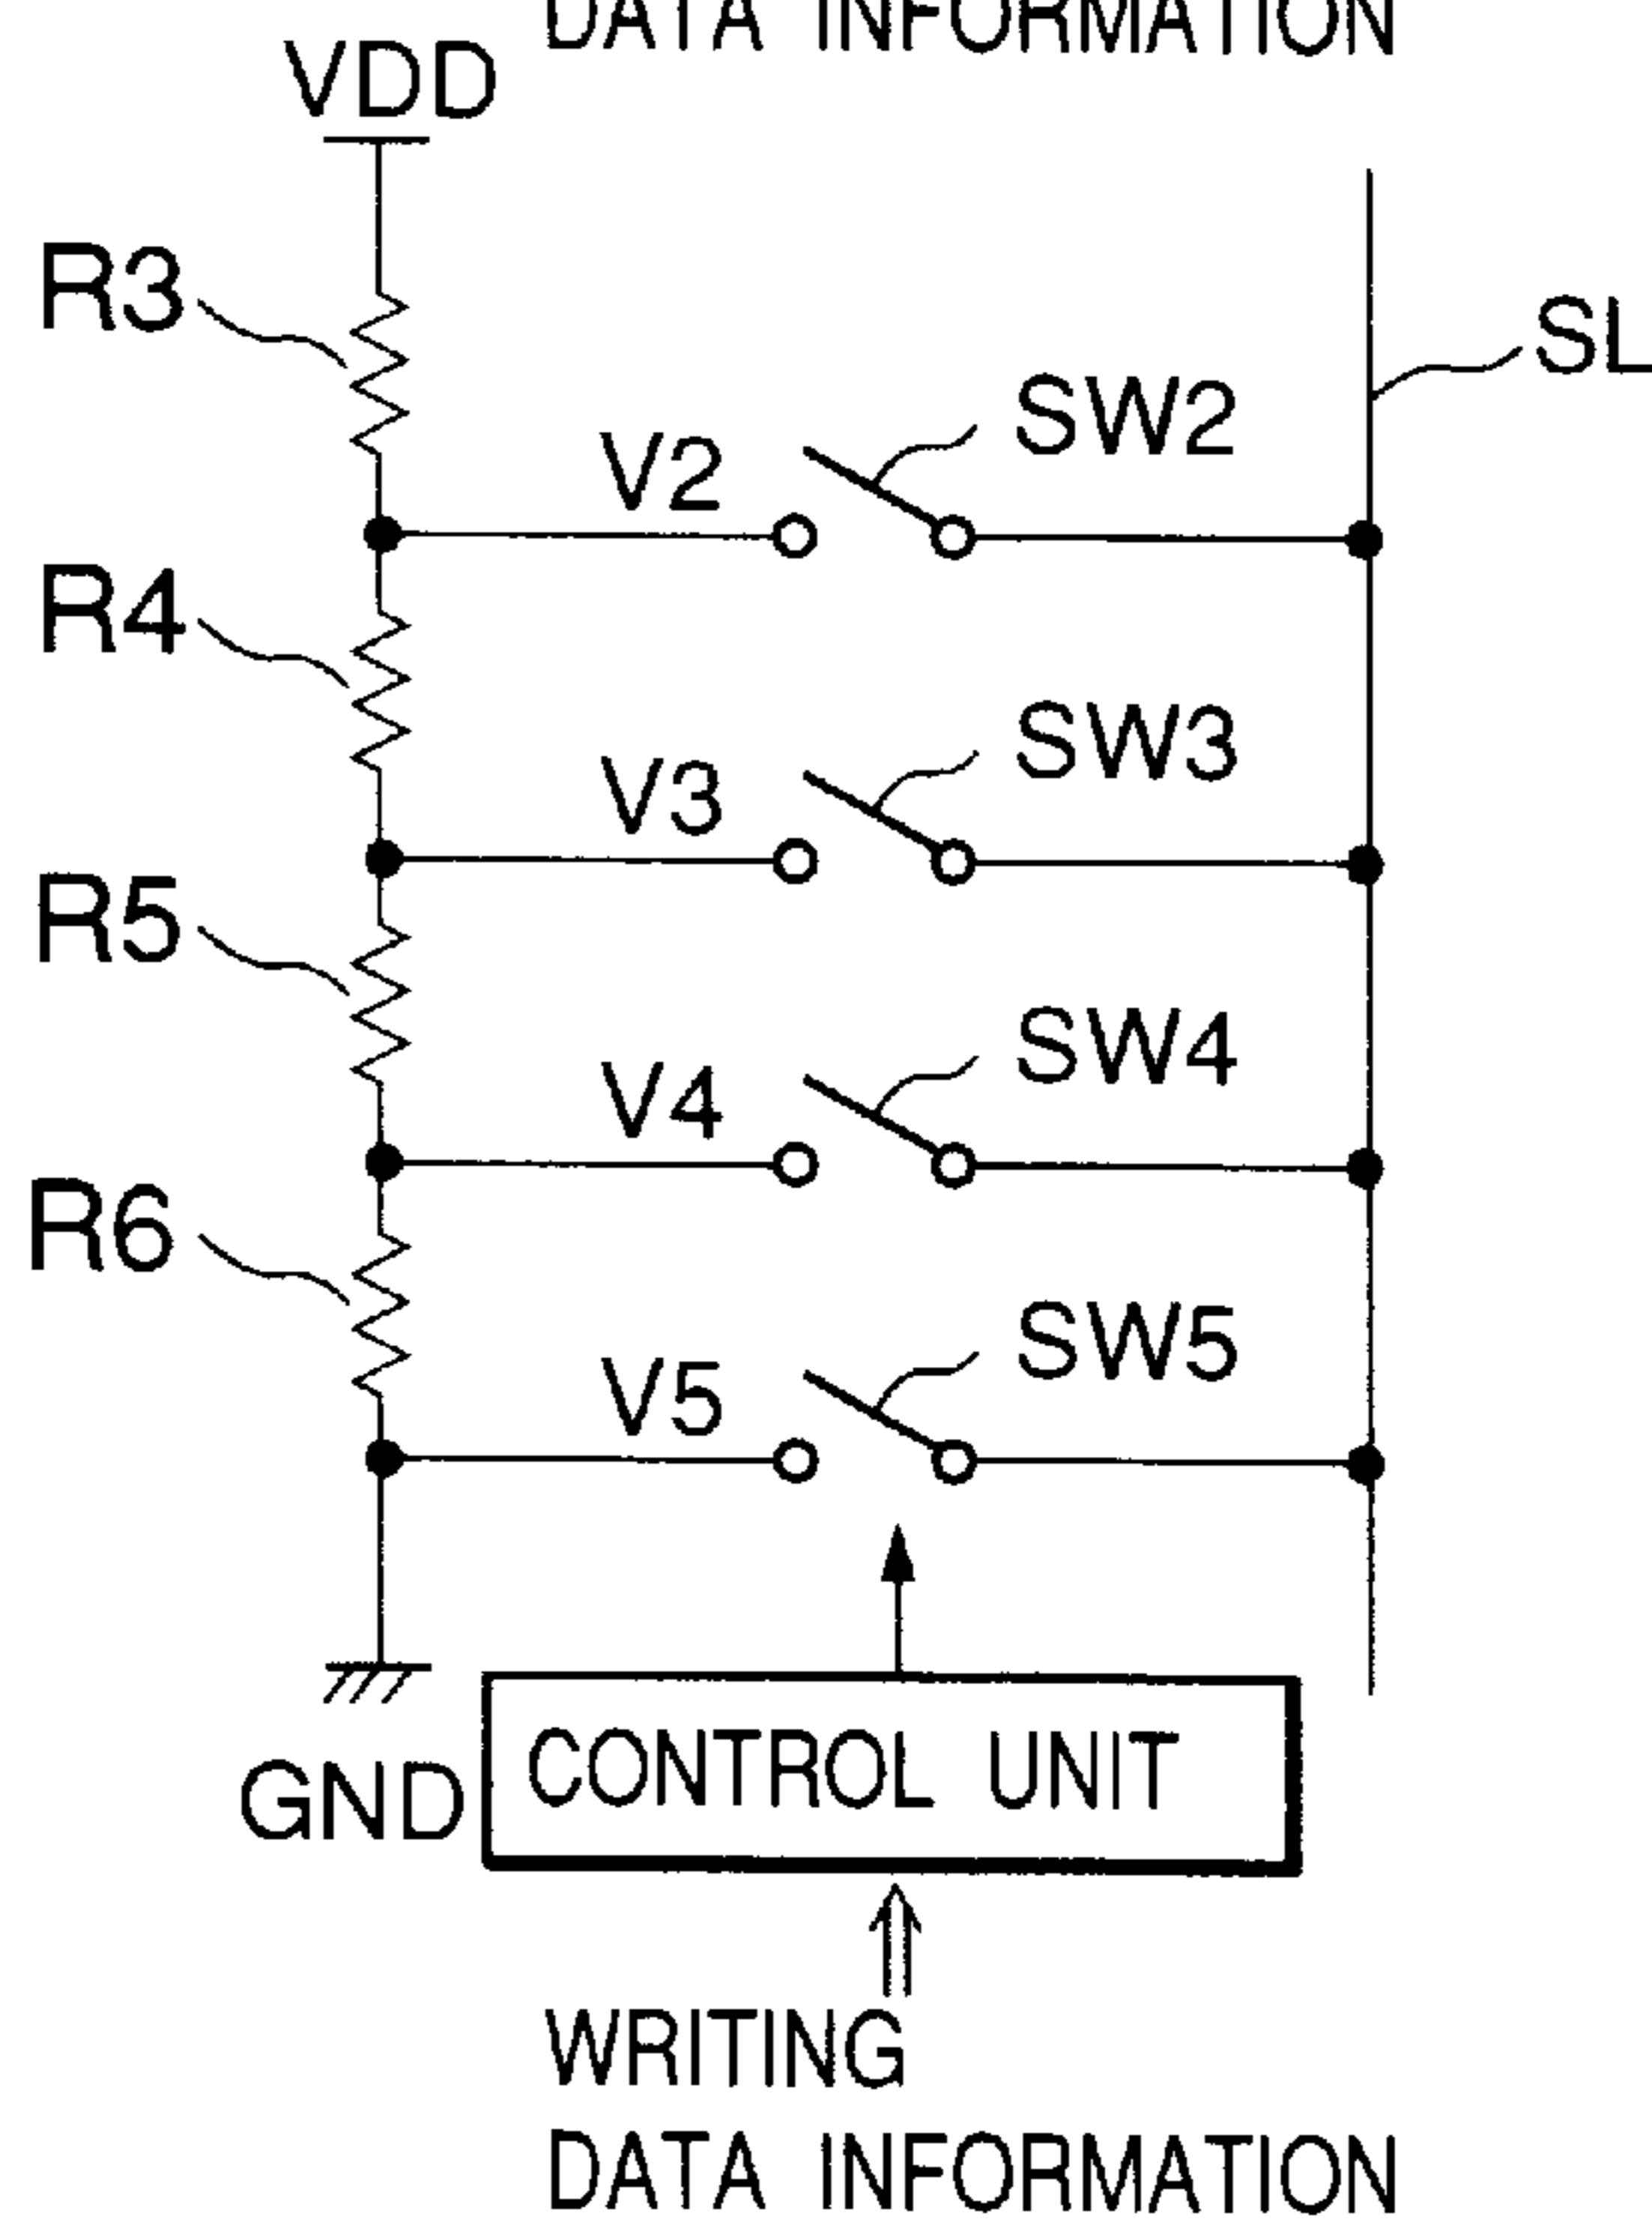 DATA INFORMATION
VDD
R3
SL
SW2
V2
R4
SW3
V3
R5
SW4
V4
R6
SW5
V5
CONTROL UNIT
GND
WRITING
DATA INFORMATION